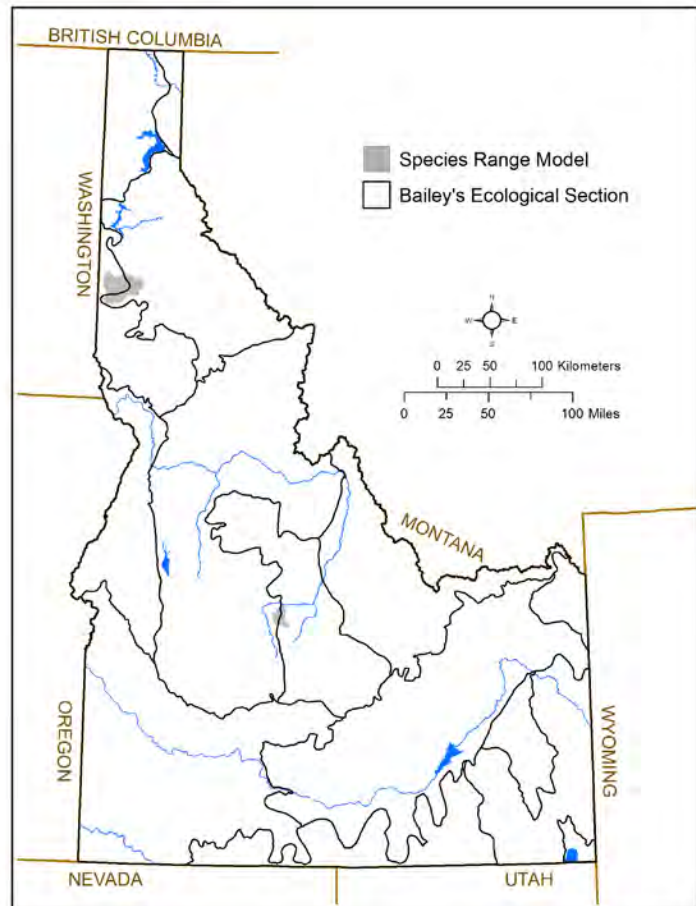 BRITISH COLUMBIA
WASHINGTON
Species Range Model
Bailey's Ecological Section
N
W
E
S
0 25 50 100 Kilometers
0 25 50 100 Miles
MONTANA
OREGON
WYOMING
NEVADA
UTAH